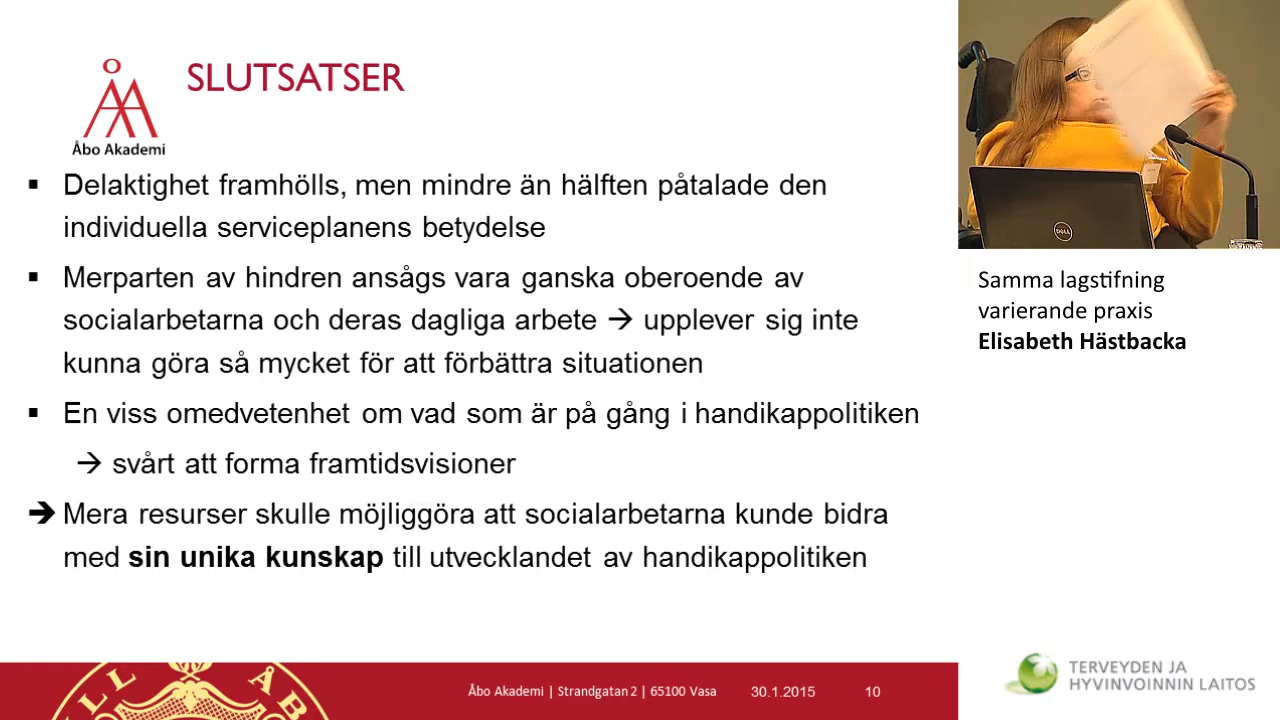 SLUTSATSER
Åbo Akademi
▪ Delaktighet framhölls, men mindre än hälften påtalade den
individuella serviceplanens betydelse
▪ Merparten av hindren ansågs vara ganska oberoende av
socialarbetarna och deras dagliga arbete → upplever sig inte
kunna göra så mycket för att förbättra situationen
▪ En viss omedvetenhet om vad som är på gång i handikappolitiken
→ svårt att forma framtidsvisioner
➔ Mera resurser skulle möjliggöra att socialarbetarna kunde bidra
med sin unika kunskap till utvecklandet av handikappolitiken
DELL
Samma lagstifning
varierande praxis
Elisabeth Hästbacka
Åbo Akademi | Strandgatan 2 | 65100 Vasa 30.1.2015 10
TERVEYDEN JA
HYVINVOINNIN LAITOS